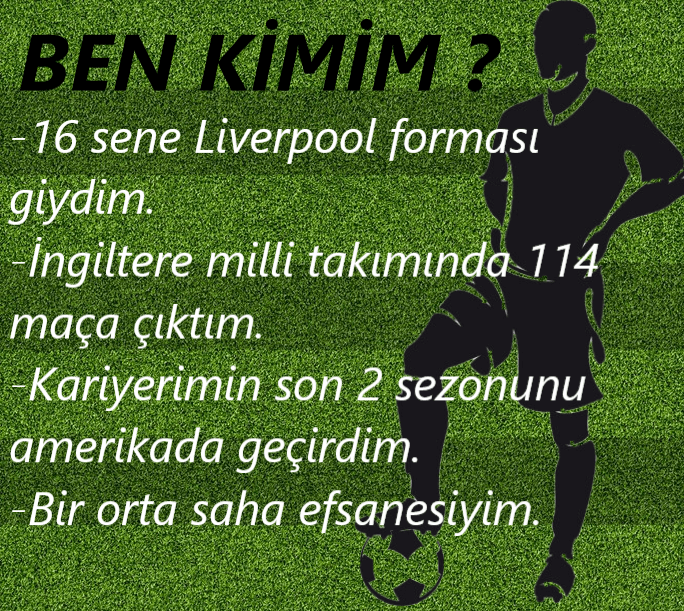 BEN KİMİM ?
-16 sene Liverpool forması
giydim.
-İngiltere milli takımında 114
maça çıktım.
-Kariyerimin son 2 sezonunu
amerikada geçirdim.
-Bir orta saha efsanesiyim.